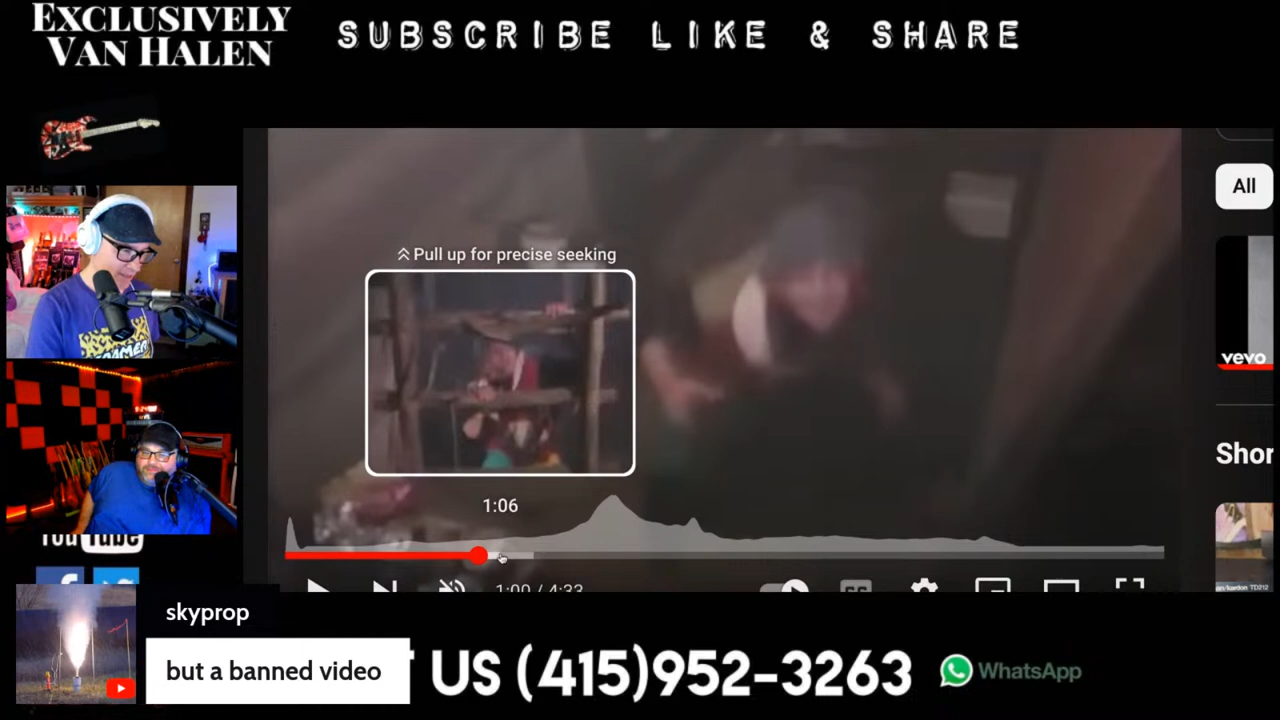 EXCLUSIVELY
VAN HALEN
SUBSCRIBE LIKE & SHARE
All
Pull up for precise seeking
1:06
vevo
Shor
1:00 / 4:33
YouTube
skyprop
but a banned video
US (415)952-3263
WhatsApp